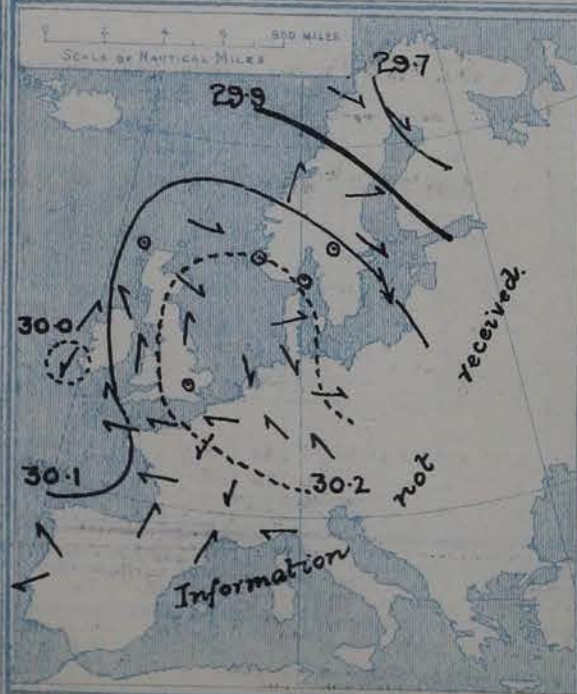 500 MILES
SCALE OF NAUTICAL MILES
29.7
29.9
30.0
30.1
30.2
Information
not
received.